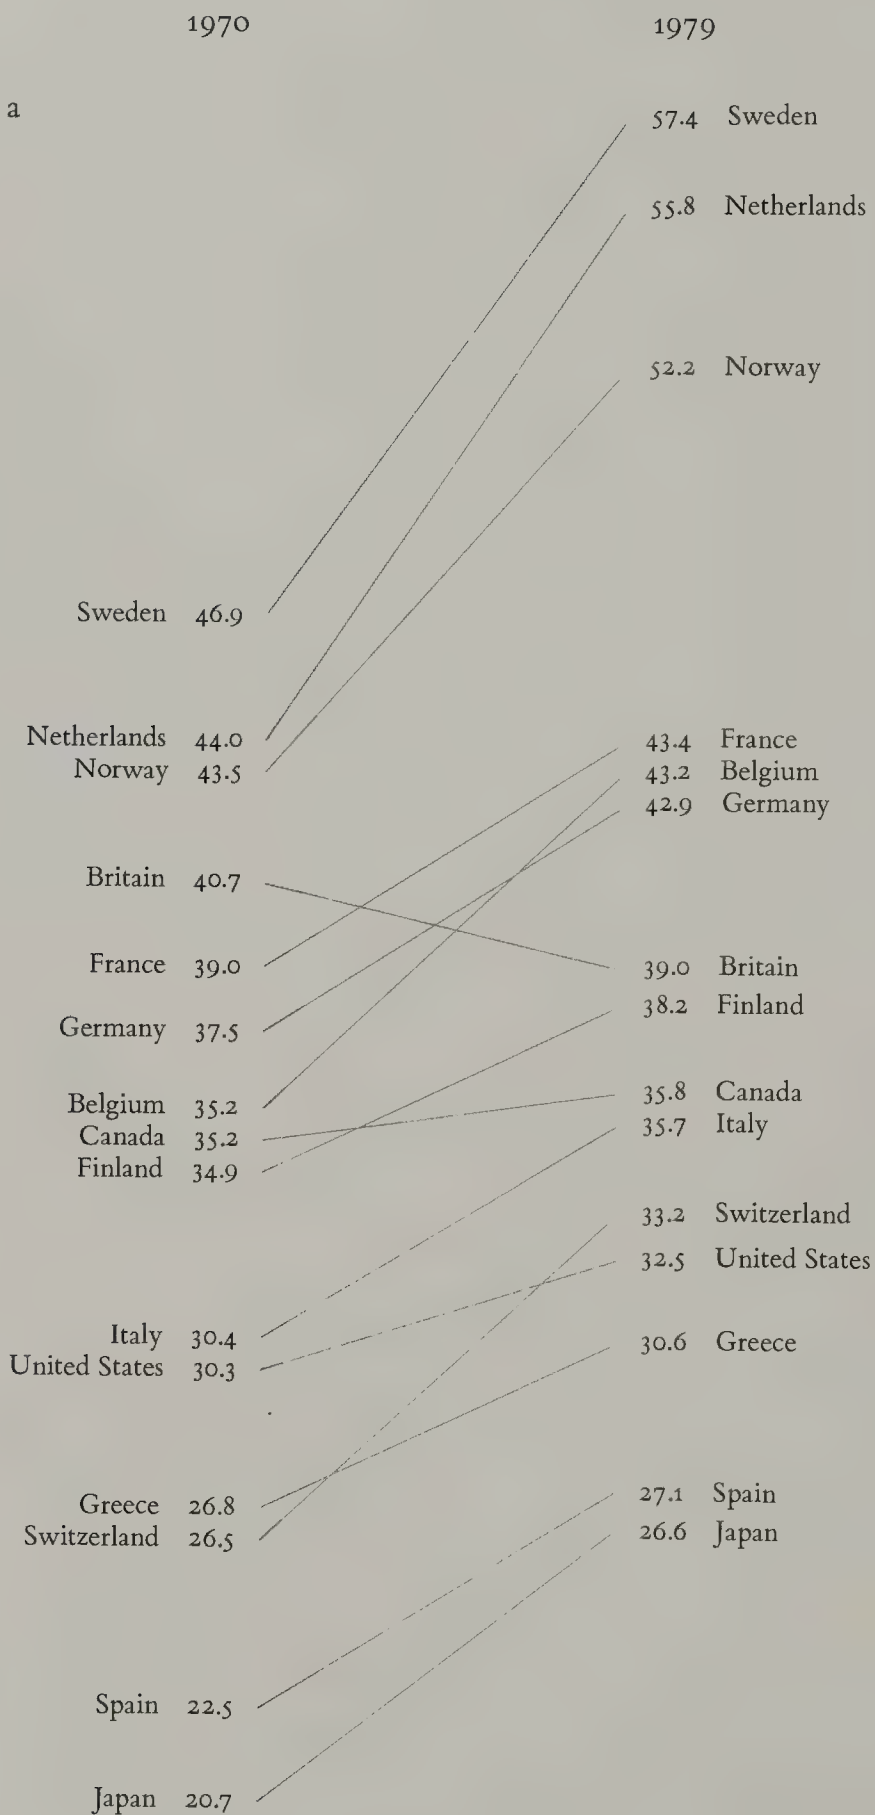 1970 1979
a
57.4 Sweden
55.8 Netherlands
52.2 Norway
Sweden 46.9
Netherlands 44.0 43.4 France
Norway 43.5 43.2 Belgium
42.9 Germany
Britain 40.7
France 39.0 39.0 Britain
38.2 Finland
Germany 37.5
Belgium 35.2 35.8 Canada
Canada 35.2 35.7 Italy
Finland 34.9
33.2 Switzerland
32.5 United States
Italy 30.4 30.6 Greece
United States 30.3
Greece 26.8 27.1 Spain
Switzerland 26.5 26.6 Japan
Spain 22.5
Japan 20.7